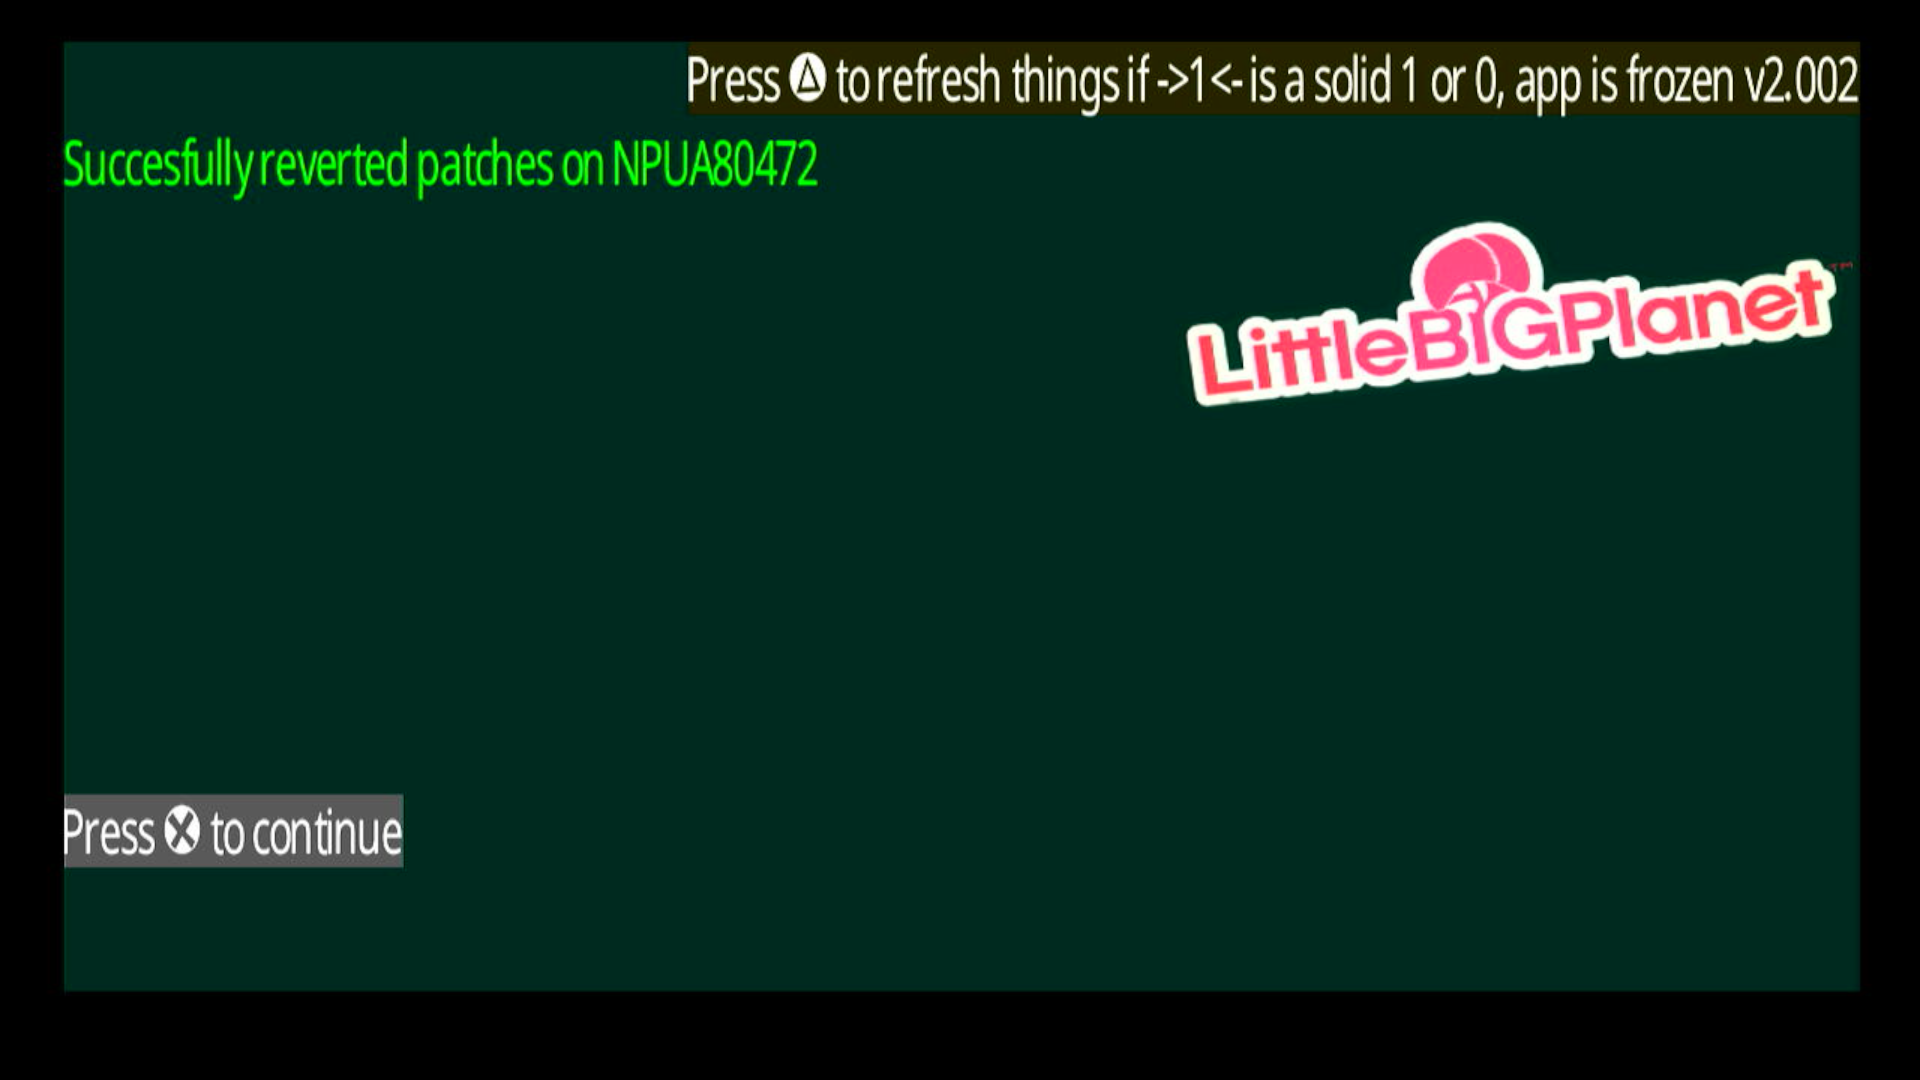 Press Ⓐ to refresh things if ->1<- is a solid 1 or 0, app is frozen v2.002
Succesfully reverted patches on NPUA80472
LittleBIGPlanet™
Press ⓧ to continue